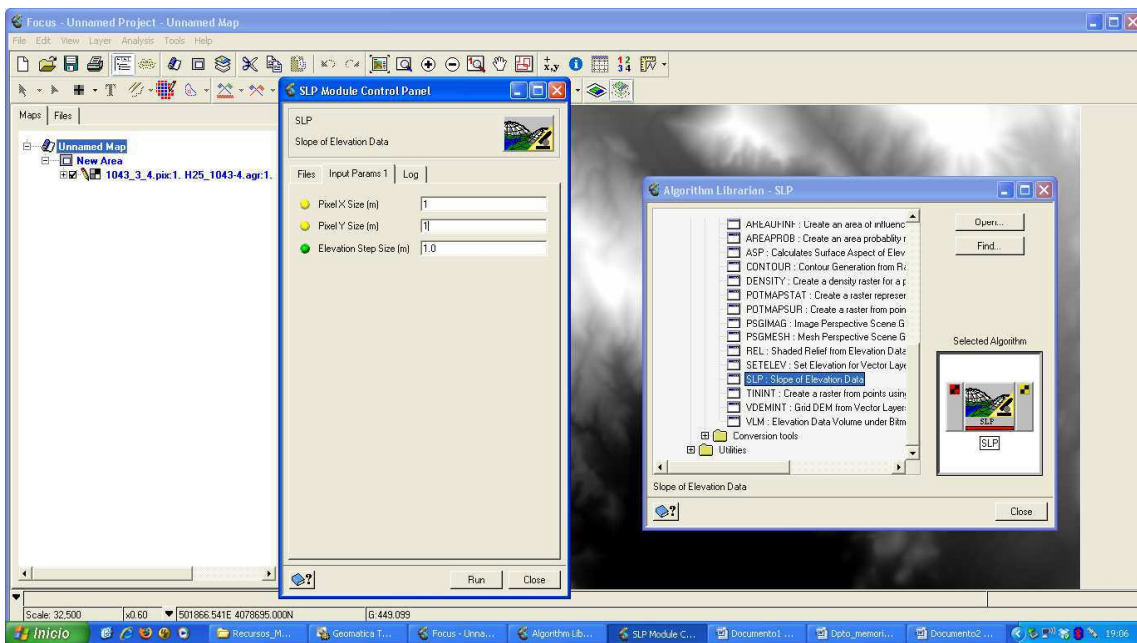 Focus - Unnamed Project - Unnamed Map
File Edit View Layer Analysis Tools Help
Maps Files
Unnamed Map
New Area
1043_3_4.pix:1. H25_1043-4.agr:1.
SLP Module Control Panel
SLP
Slope of Elevation Data
Files Input Params 1 Log
Pixel X Size (m) 1
Pixel Y Size (m) 1
Elevation Step Size (m) 1.0
Run Close
Algorithm Librarian - SLP
AREAUFINF : Create an area of influenc
AREAPROB : Create an area probablity r
ASP : Calculates Surface Aspect of Elev
CONTOUR : Contour Generation from Ra
DENSITY : Create a density raster for a p
POTMAPSTAT : Create a raster represer
POTMAPSUR : Create a raster from poin
PSGIMAG : Image Perspective Scene G
PSGMESH : Mesh Perspective Scene G
REL : Shaded Relief from Elevation Data
SETELEV : Set Elevation for Vector Laye
SLP : Slope of Elevation Data
TININT : Create a raster from points using
VDEMINT : Grid DEM from Vector Layer
VLM : Elevation Data Volume under Bitm
Conversion tools
Utilities
Slope of Elevation Data
Open...
Find...
Selected Algorithm
SLP
SLP
Close
Scale: 32,500 x0.60 501866.541E 4078695.000N G:449.099
Inicio Recursos_M... Geomatica T... Focus - Unna... Algorithm Lib... SLP Module C... Documento1 ... Dpto_memori... Documento2 ... 19:06